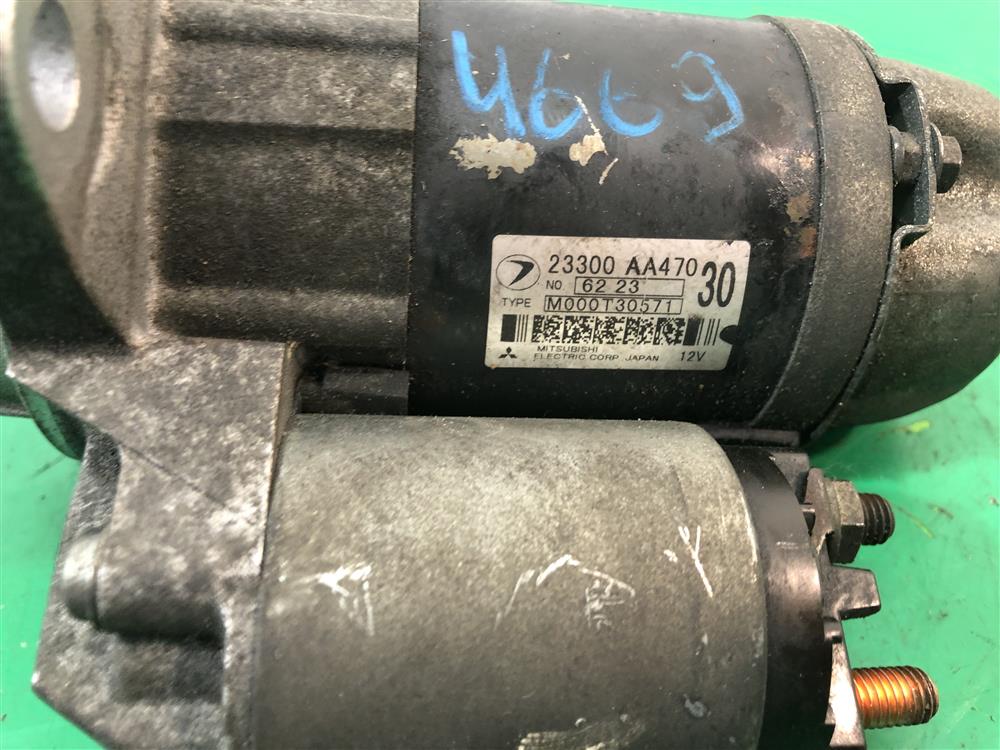 4669
23300 AA470 30
NO. 62 23
TYPE M000T30571
MITSUBISHI
ELECTRIC CORP. JAPAN 12V